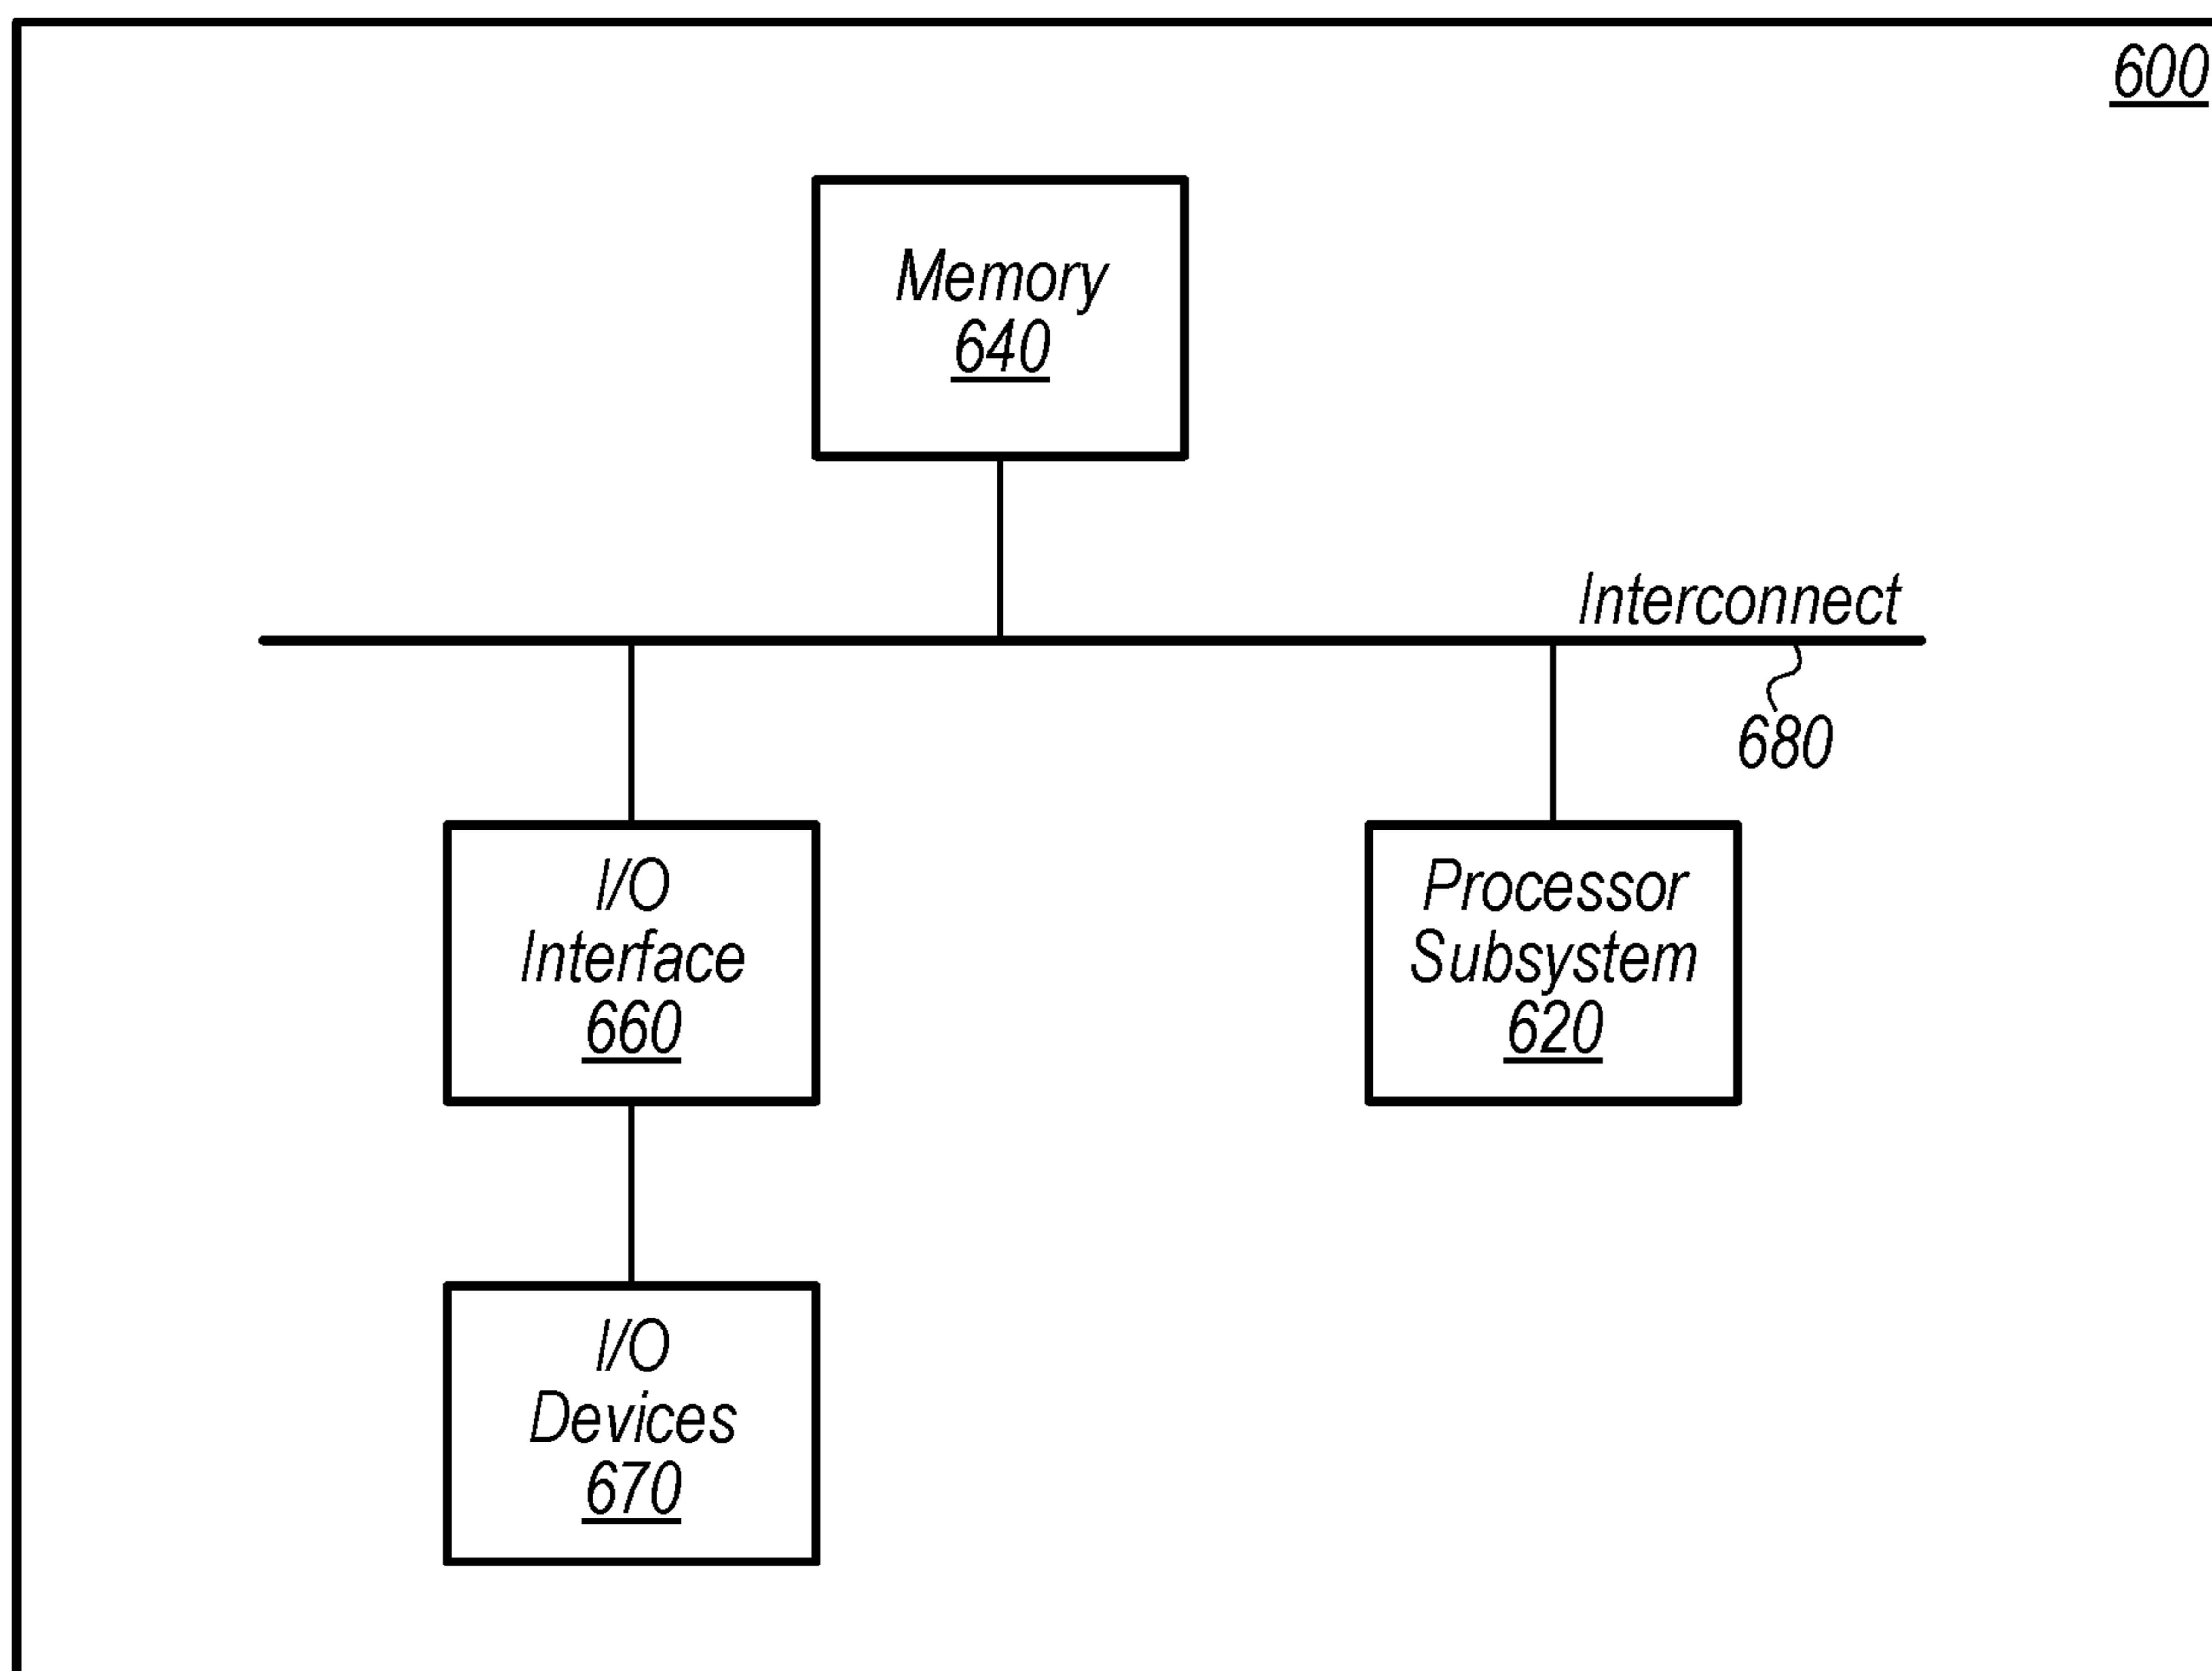 600
Memory
640
Interconnect
680
I/O
Interface
660
Processor
Subsystem
620
I/O
Devices
670